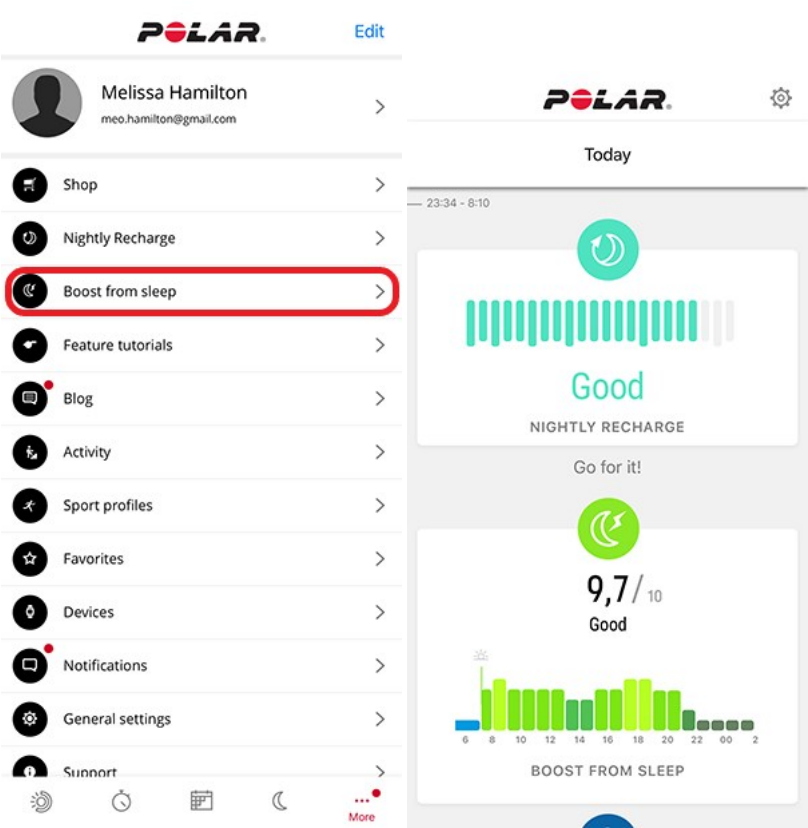 POLAR.
Edit
Melissa Hamilton
meo.hamilton@gmail.com
Shop
Nightly Recharge
Boost from sleep
Feature tutorials
Blog
Activity
Sport profiles
Favorites
Devices
Notifications
General settings
Support
More
POLAR.
Today
23:34 - 8:10
Good
NIGHTLY RECHARGE
Go for it!
9,7/10
Good
6 8 10 12 14 16 18 20 22 00 2
BOOST FROM SLEEP